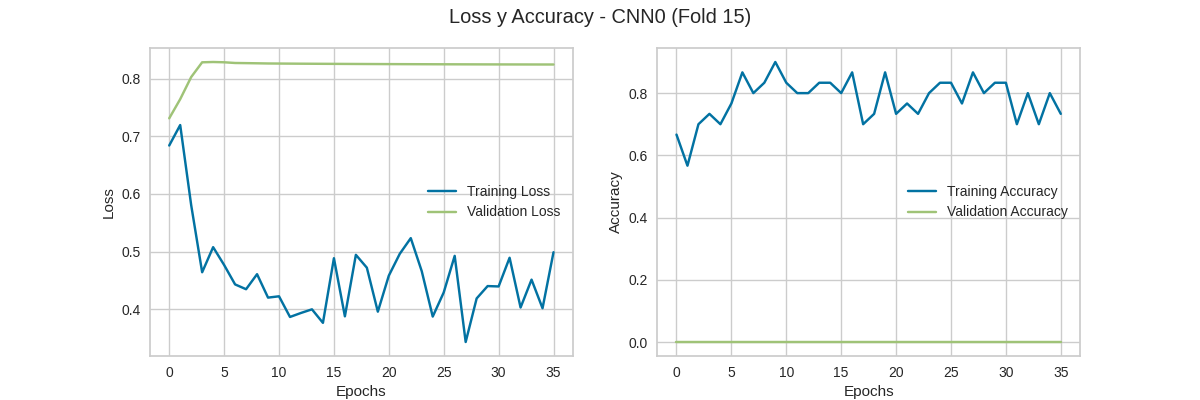 Loss y Accuracy - CNN0 (Fold 15)
Loss
0.8
0.7
0.6
0.5
0.4
Training Loss
Validation Loss
0 5 10 15 20 25 30 35
Epochs
Accuracy
0.8
0.6
0.4
0.2
0.0
Training Accuracy
Validation Accuracy
0 5 10 15 20 25 30 35
Epochs